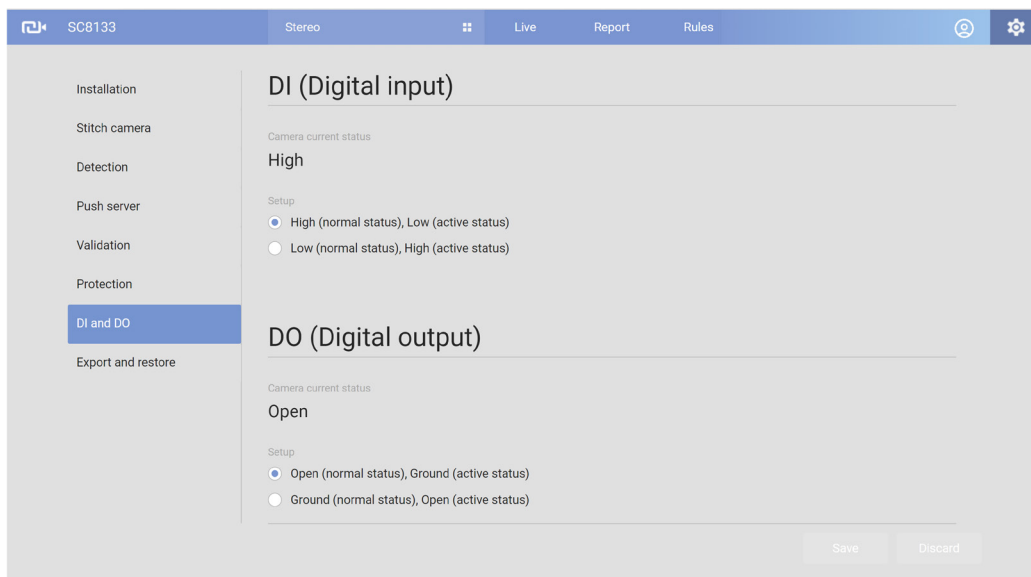 SC8133
Stereo
Live
Report
Rules
Installation
Stitch camera
Detection
Push server
Validation
Protection
DI and DO
Export and restore
DI (Digital input)
Camera current status
High
Setup
High (normal status), Low (active status)
Low (normal status), High (active status)
DO (Digital output)
Camera current status
Open
Setup
Open (normal status), Ground (active status)
Ground (normal status), Open (active status)
Save
Discard